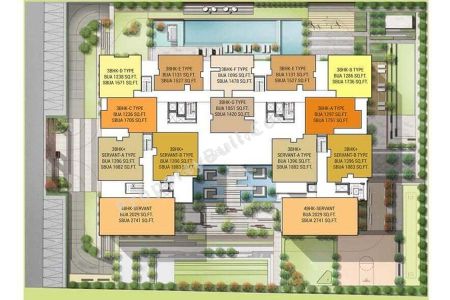 3BHK-D TYPE
BUA 1238 SQ.FT.
SBUA 1571 SQ.FT.
3BHK-E TYPE
BUA 1131 SQ.FT.
SBUA 1527 SQ.FT.
3BHK-F TYPE
BUA 1095 SQ.FT.
SBUA 1478 SQ.FT.
3BHK-E TYPE
BUA 1131 SQ.FT.
SBUA 1527 SQ.FT.
3BHK-B TYPE
BUA 1286 SQ.FT.
SBUA 1736 SQ.FT.
3BHK-C TYPE
BUA 1226 SQ.FT.
SBUA 1705 SQ.FT.
3BHK-G TYPE
BUA 1051 SQ.FT.
SBUA 1420 SQ.FT.
3BHK-A TYPE
BUA 1297 SQ.FT.
SBUA 1751 SQ.FT.
3BHK+
SERVANT-A TYPE
BUA 1396 SQ.FT.
SBUA 1882 SQ.FT.
3BHK+
SERVANT-B TYPE
BUA 1396 SQ.FT.
SBUA 1883 SQ.FT.
3BHK+
SERVANT-A TYPE
BUA 1396 SQ.FT.
SBUA 1882 SQ.FT.
3BHK+
SERVANT-B TYPE
BUA 1396 SQ.FT.
SBUA 1883 SQ.FT.
4BHK-SERVANT
BUA 2029 SQ.FT.
SBUA 2741 SQ.FT.
4BHK-SERVANT
BUA 2029 SQ.FT.
SBUA 2741 SQ.FT.